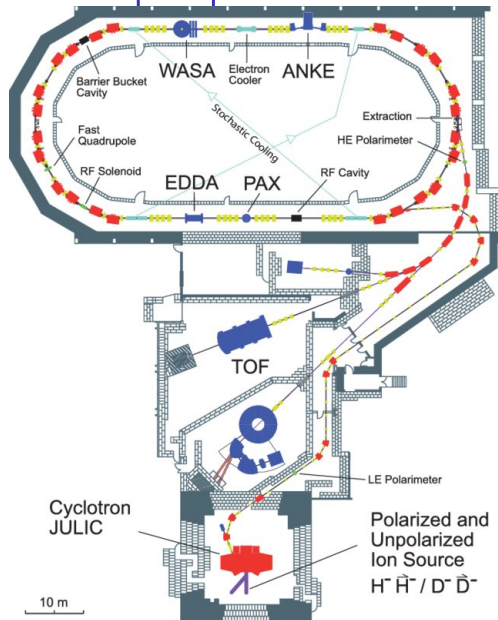 Barrier Bucket
Cavity
WASA
Electron
Cooler
ANKE
Extraction
HE Polarimeter
Fast
Quadrupole
RF Solenoid
Stochastic Cooling
EDDA
PAX
RF Cavity
TOF
LE Polarimeter
Cyclotron
JULIC
Polarized and
Unpolarized
Ion Source
H⁻ H⃗⁻ / D⁻ D⃗⁻
10 m